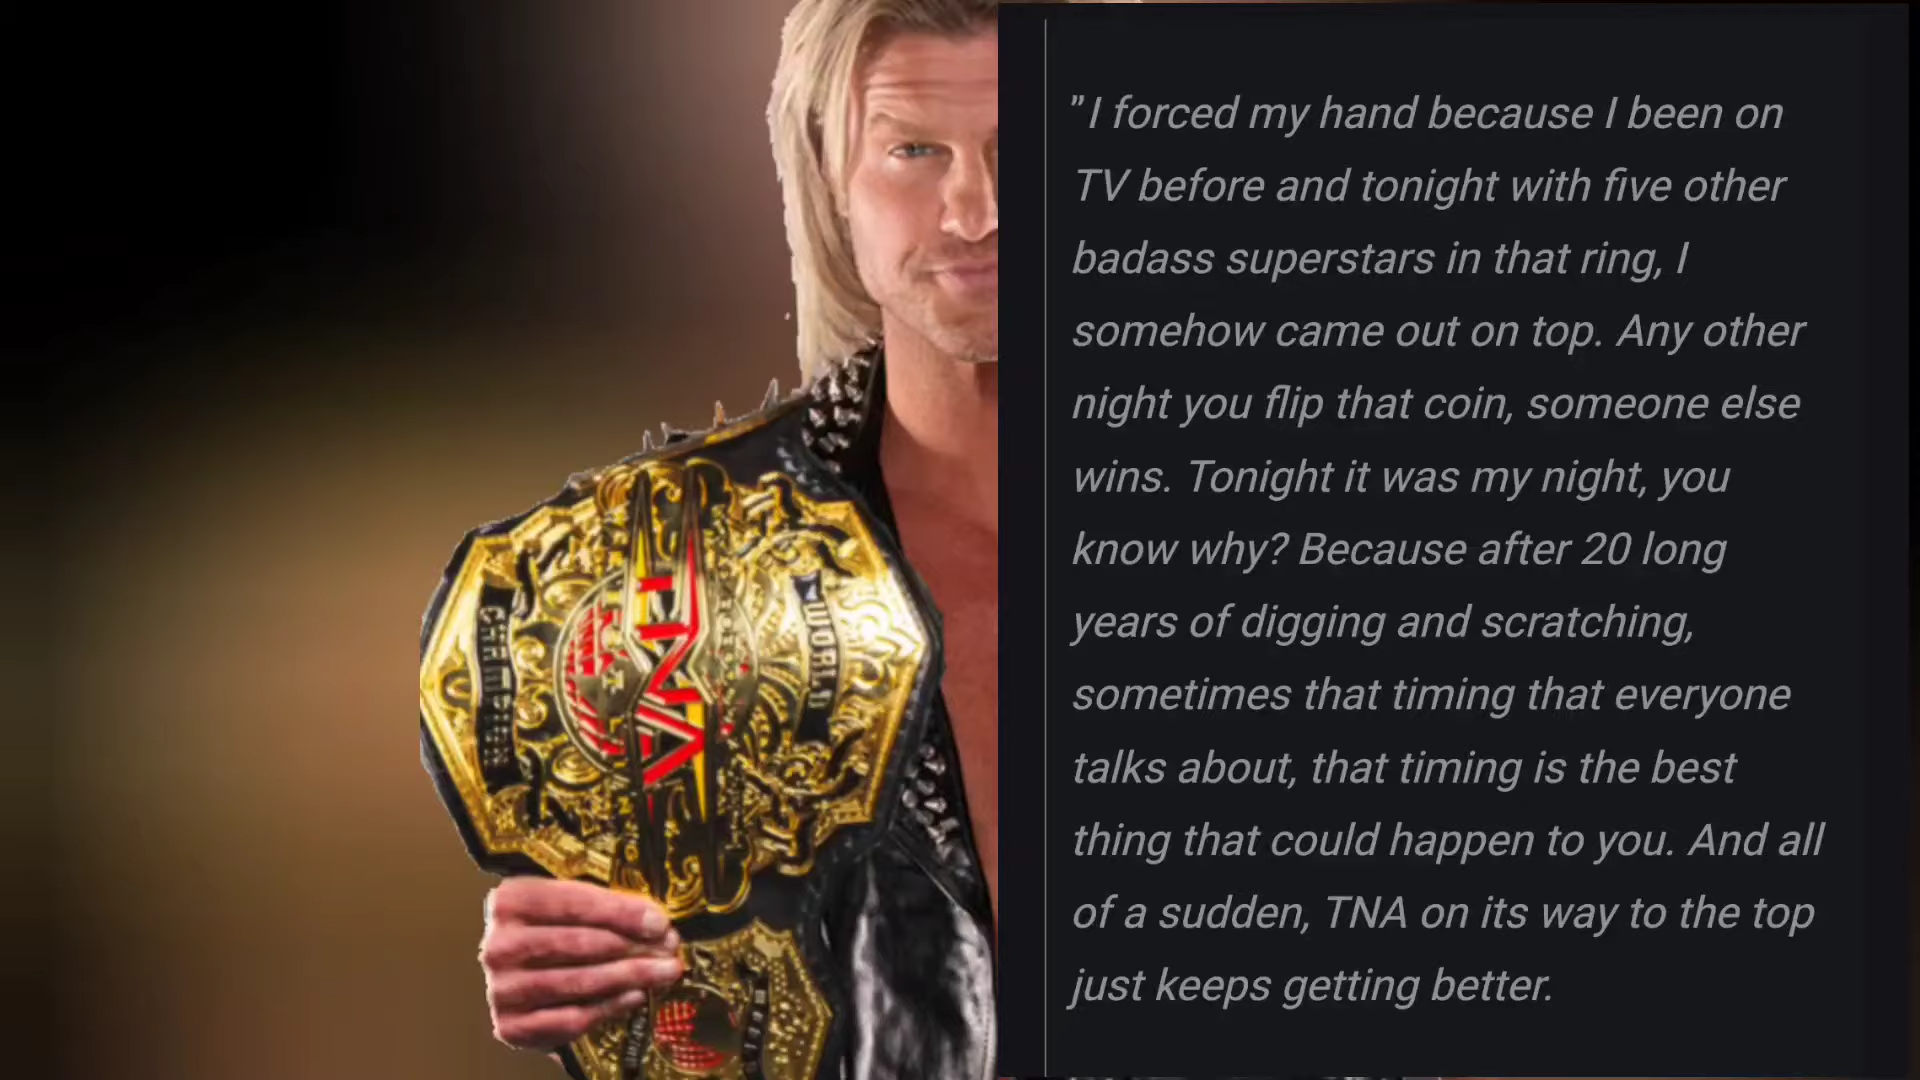 "I forced my hand because I been on
TV before and tonight with five other
badass superstars in that ring, I
somehow came out on top. Any other
night you flip that coin, someone else
wins. Tonight it was my night, you
know why? Because after 20 long
years of digging and scratching,
sometimes that timing that everyone
talks about, that timing is the best
thing that could happen to you. And all
of a sudden, TNA on its way to the top
just keeps getting better.
CHAMPION
TNA
WORLD